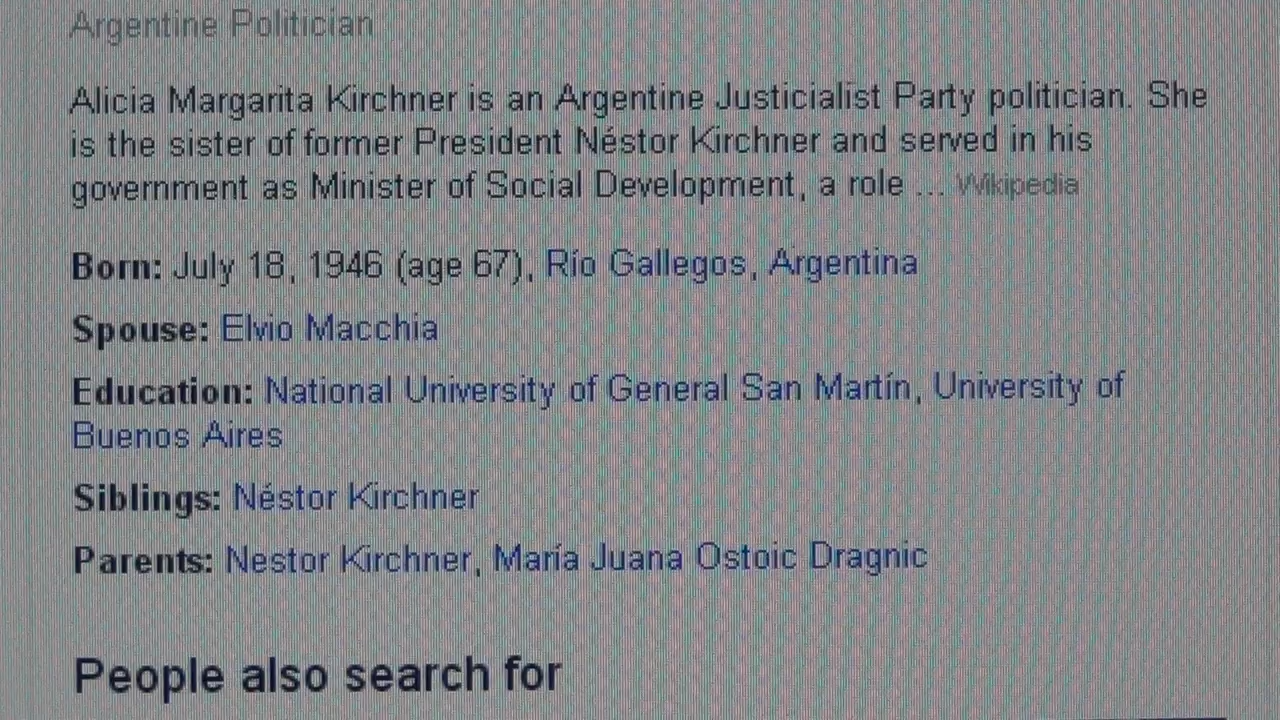 Argentine Politician
Alicia Margarita Kirchner is an Argentine Justicialist Party politician. She
is the sister of former President Néstor Kirchner and served in his
government as Minister of Social Development, a role ... Wikipedia
Born: July 18, 1946 (age 67), Río Gallegos, Argentina
Spouse: Elvio Macchia
Education: National University of General San Martín, University of
Buenos Aires
Siblings: Néstor Kirchner
Parents: Nestor Kirchner, María Juana Ostoic Dragnic
People also search for